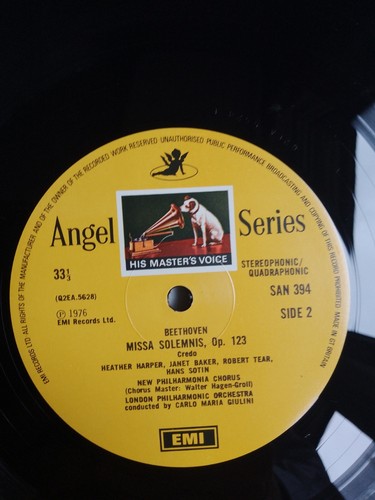 EMI RECORDS LTD. ALL RIGHTS OF THE MANUFACTURER AND OF THE OWNER OF THE RECORDED WORK RESERVED·UNAUTHORISED PUBLIC PERFORMANCE BROADCASTING AND COPYING OF THIS RECORD PROHIBITED·MADE IN GT BRITAIN
Angel Series
HIS MASTER'S VOICE
33⅓
STEREOPHONIC/
QUADRAPHONIC
(Q2EA.5628)
SAN 394
℗ 1976
EMI Records Ltd.
SIDE 2
BEETHOVEN
MISSA SOLEMNIS, Op. 123
Credo
HEATHER HARPER, JANET BAKER, ROBERT TEAR,
HANS SOTIN
NEW PHILHARMONIA CHORUS
(Chorus Master: Walter Hagen-Groll)
LONDON PHILHARMONIC ORCHESTRA
conducted by CARLO MARIA GIULINI
EMI